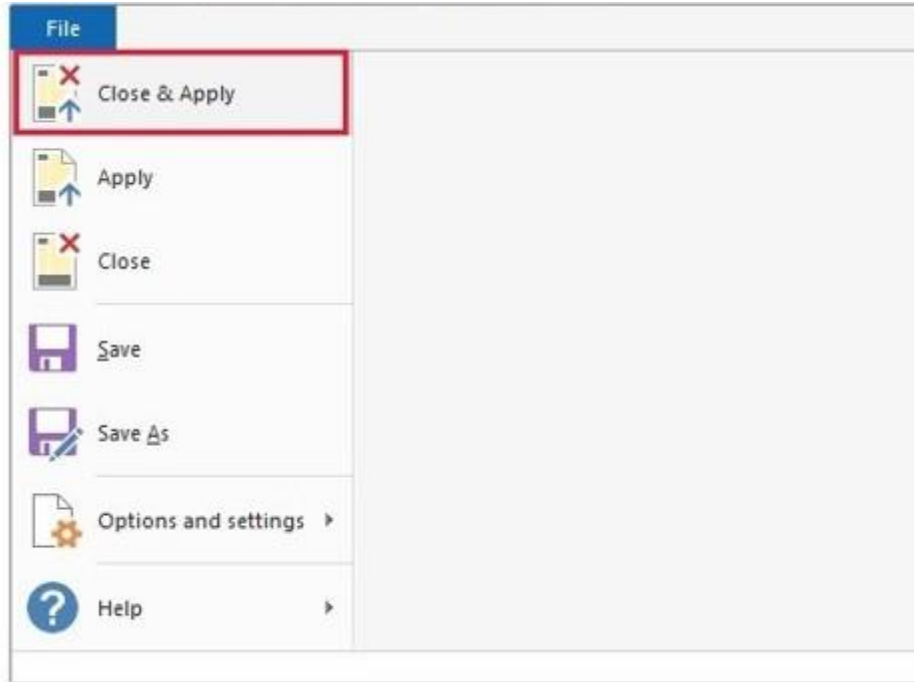 File
Close & Apply
Apply
Close
Save
Save As
Options and settings
Help